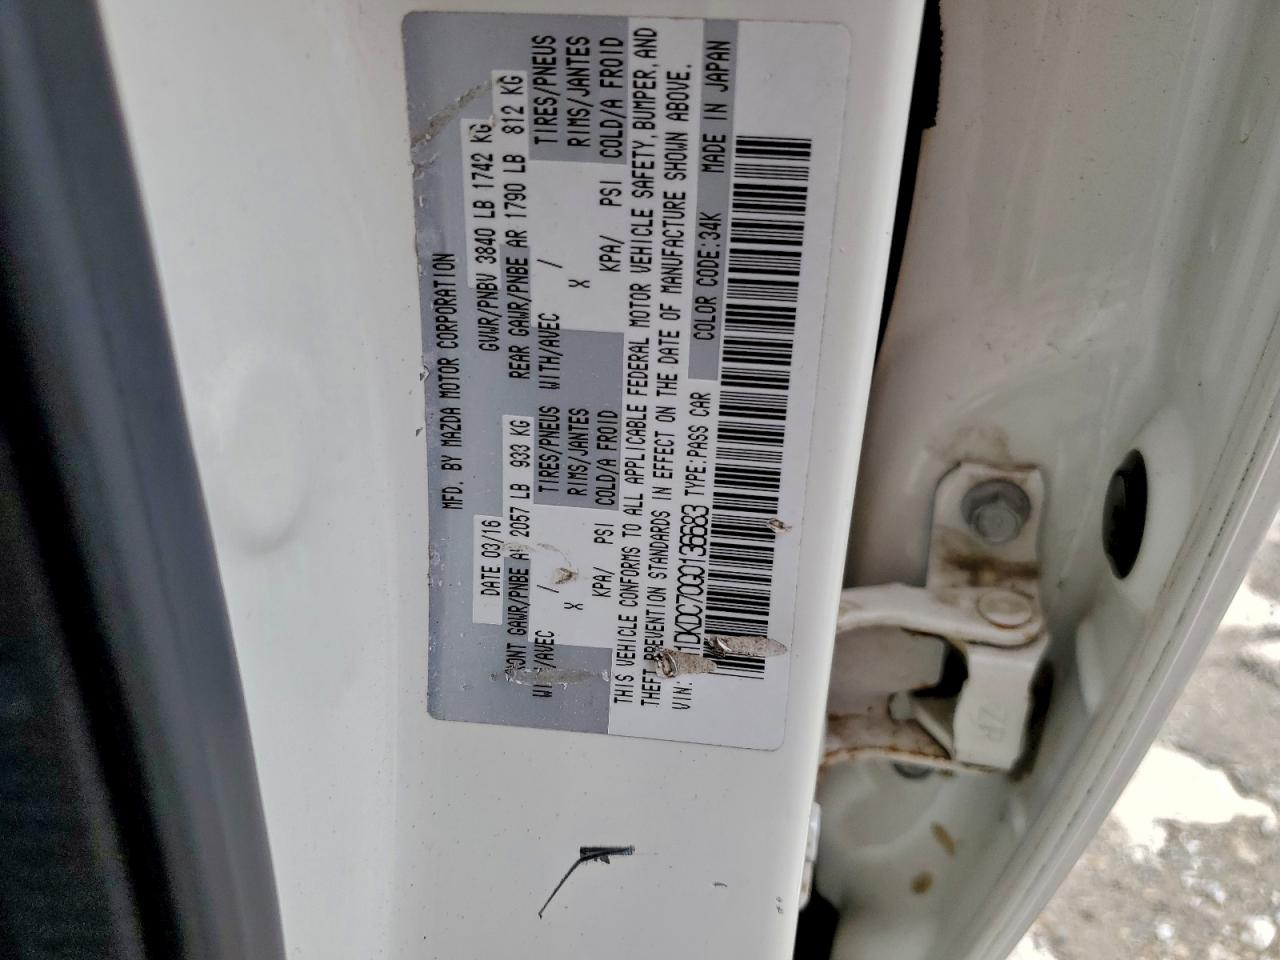 MFD. BY MAZDA MOTOR CORPORATION
DATE 03/16 GVWR/PNBV 3840 LB 1742 KG
GAWR/PNBE 2057 LB 933 KG REAR GAWR/PNBE AR 1790 LB 812 KG
/AVEC / TIRES/PNEUS WITH/AVEC / TIRES/PNEUS
X RIMS/JANTES X RIMS/JANTES
KPA/ PSI COLD/A FROID KPA/ PSI COLD/A FROID
THIS VEHICLE CONFORMS TO ALL APPLICABLE FEDERAL MOTOR VEHICLE SAFETY, BUMPER, AND
THEFT PREVENTION STANDARDS IN EFFECT ON THE DATE OF MANUFACTURE SHOWN ABOVE.
VIN: TYPE: PASS CAR COLOR CODE: 34K MADE IN JAPAN
ZR